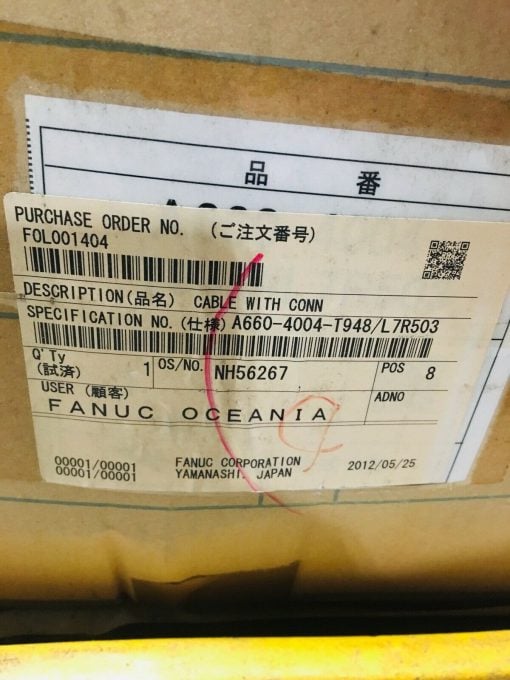 品 番
PURCHASE ORDER NO. (ご注文番号)
FOL001404
DESCRIPTION(品名) CABLE WITH CONN
SPECIFICATION NO.(仕様) A660-4004-T948/L7R503
Q'Ty (試済) 1 OS/NO. NH56267 POS 8
USER (顧客) ADNO
FANUC OCEANIA
00001/00001 FANUC CORPORATION 2012/05/25
00001/00001 YAMANASHI, JAPAN